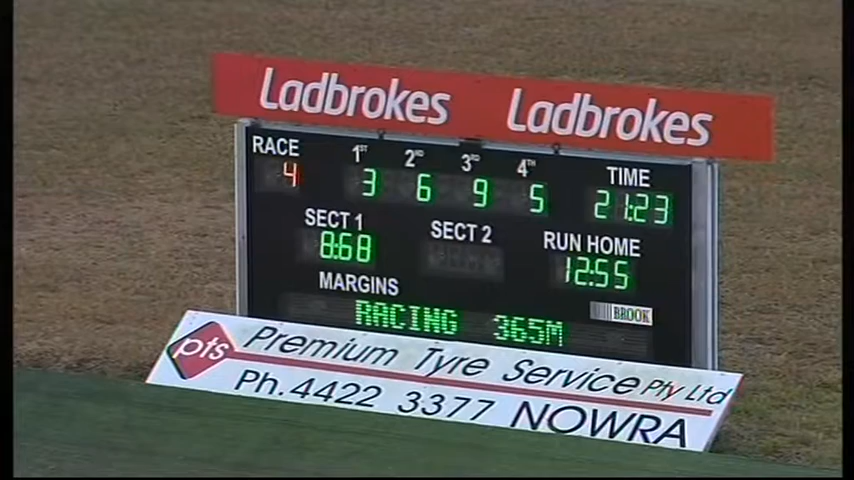 Ladbrokes Ladbrokes
RACE 1ST 2ND 3RD 4TH TIME
4 3 6 9 5 21:23
SECT 1 SECT 2 RUN HOME
8:68 12:55
MARGINS
RACING 365M BROOK
pts Premium Tyre Services Pty Ltd
Ph. 4422 3377 NOWRA